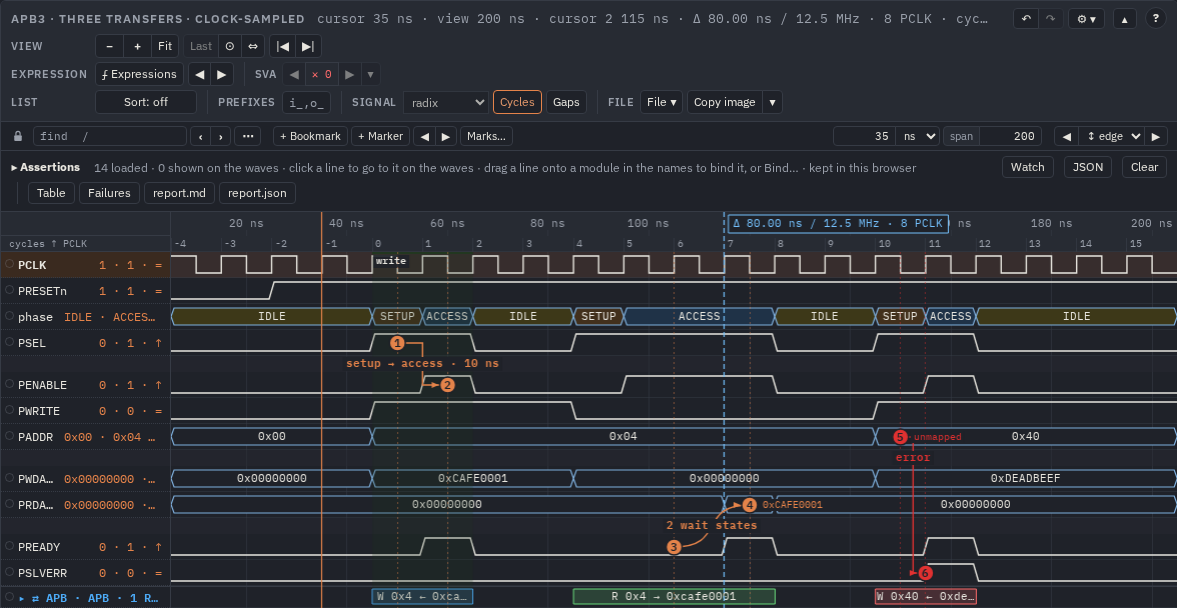 APB3 · THREE TRANSFERS · CLOCK-SAMPLED cursor 35 ns · view 200 ns · cursor 2 115 ns · Δ 80.00 ns / 12.5 MHz · 8 PCLK · cyc… ↶ ↷ ⚙ ▾ ▲ ?
VIEW − + Fit Last ⊙ ⇔ |◀ ▶|
EXPRESSION ⨍ Expressions ◀ ▶ SVA ◀ × 0 ▶ ▾
LIST Sort: off PREFIXES i_,o_ SIGNAL radix Cycles Gaps FILE File ▾ Copy image ▾
find / ‹ › ⋯ + Bookmark + Marker ◀ ▶ Marks… 35 ns span 200 ◀ ↕ edge ▶
▸ Assertions 14 loaded · 0 shown on the waves · click a line to go to it on the waves · drag a line onto a module in the names to bind it, or Bind… · kept in this browser Watch JSON Clear
Table Failures report.md report.json
20 ns 40 ns 60 ns 80 ns 100 ns Δ 80.00 ns / 12.5 MHz · 8 PCLK ns 180 ns 200 ns
cycles ↑ PCLK -4 -3 -2 -1 0 1 2 3 4 5 6 7 8 9 10 11 12 13 14 15
PCLK 1 · 1 · = write
PRESETn 1 · 1 · =
phase IDLE · ACCES… IDLE SETUP ACCESS IDLE SETUP ACCESS IDLE SETUP ACCESS IDLE
PSEL 0 · 1 · ↑ 1
setup → access · 10 ns
PENABLE 0 · 1 · ↑ 2
PWRITE 0 · 0 · =
PADDR 0x00 · 0x04 … 0x00 0x04 5 unmapped 0x40
error
PWDA… 0x00000000 ·… 0x00000000 0xCAFE0001 0x00000000 0xDEADBEEF
PRDA… 0x00000000 ·… 0x00000000 4 0xCAFE0001 0x00000000
2 wait states
PREADY 0 · 1 · ↑ 3
PSLVERR 0 · 0 · = 6
▸ ⇄ APB · APB · 1 R… W 0x4 ← 0xca… R 0x4 → 0xcafe0001 W 0x40 ← 0xde…